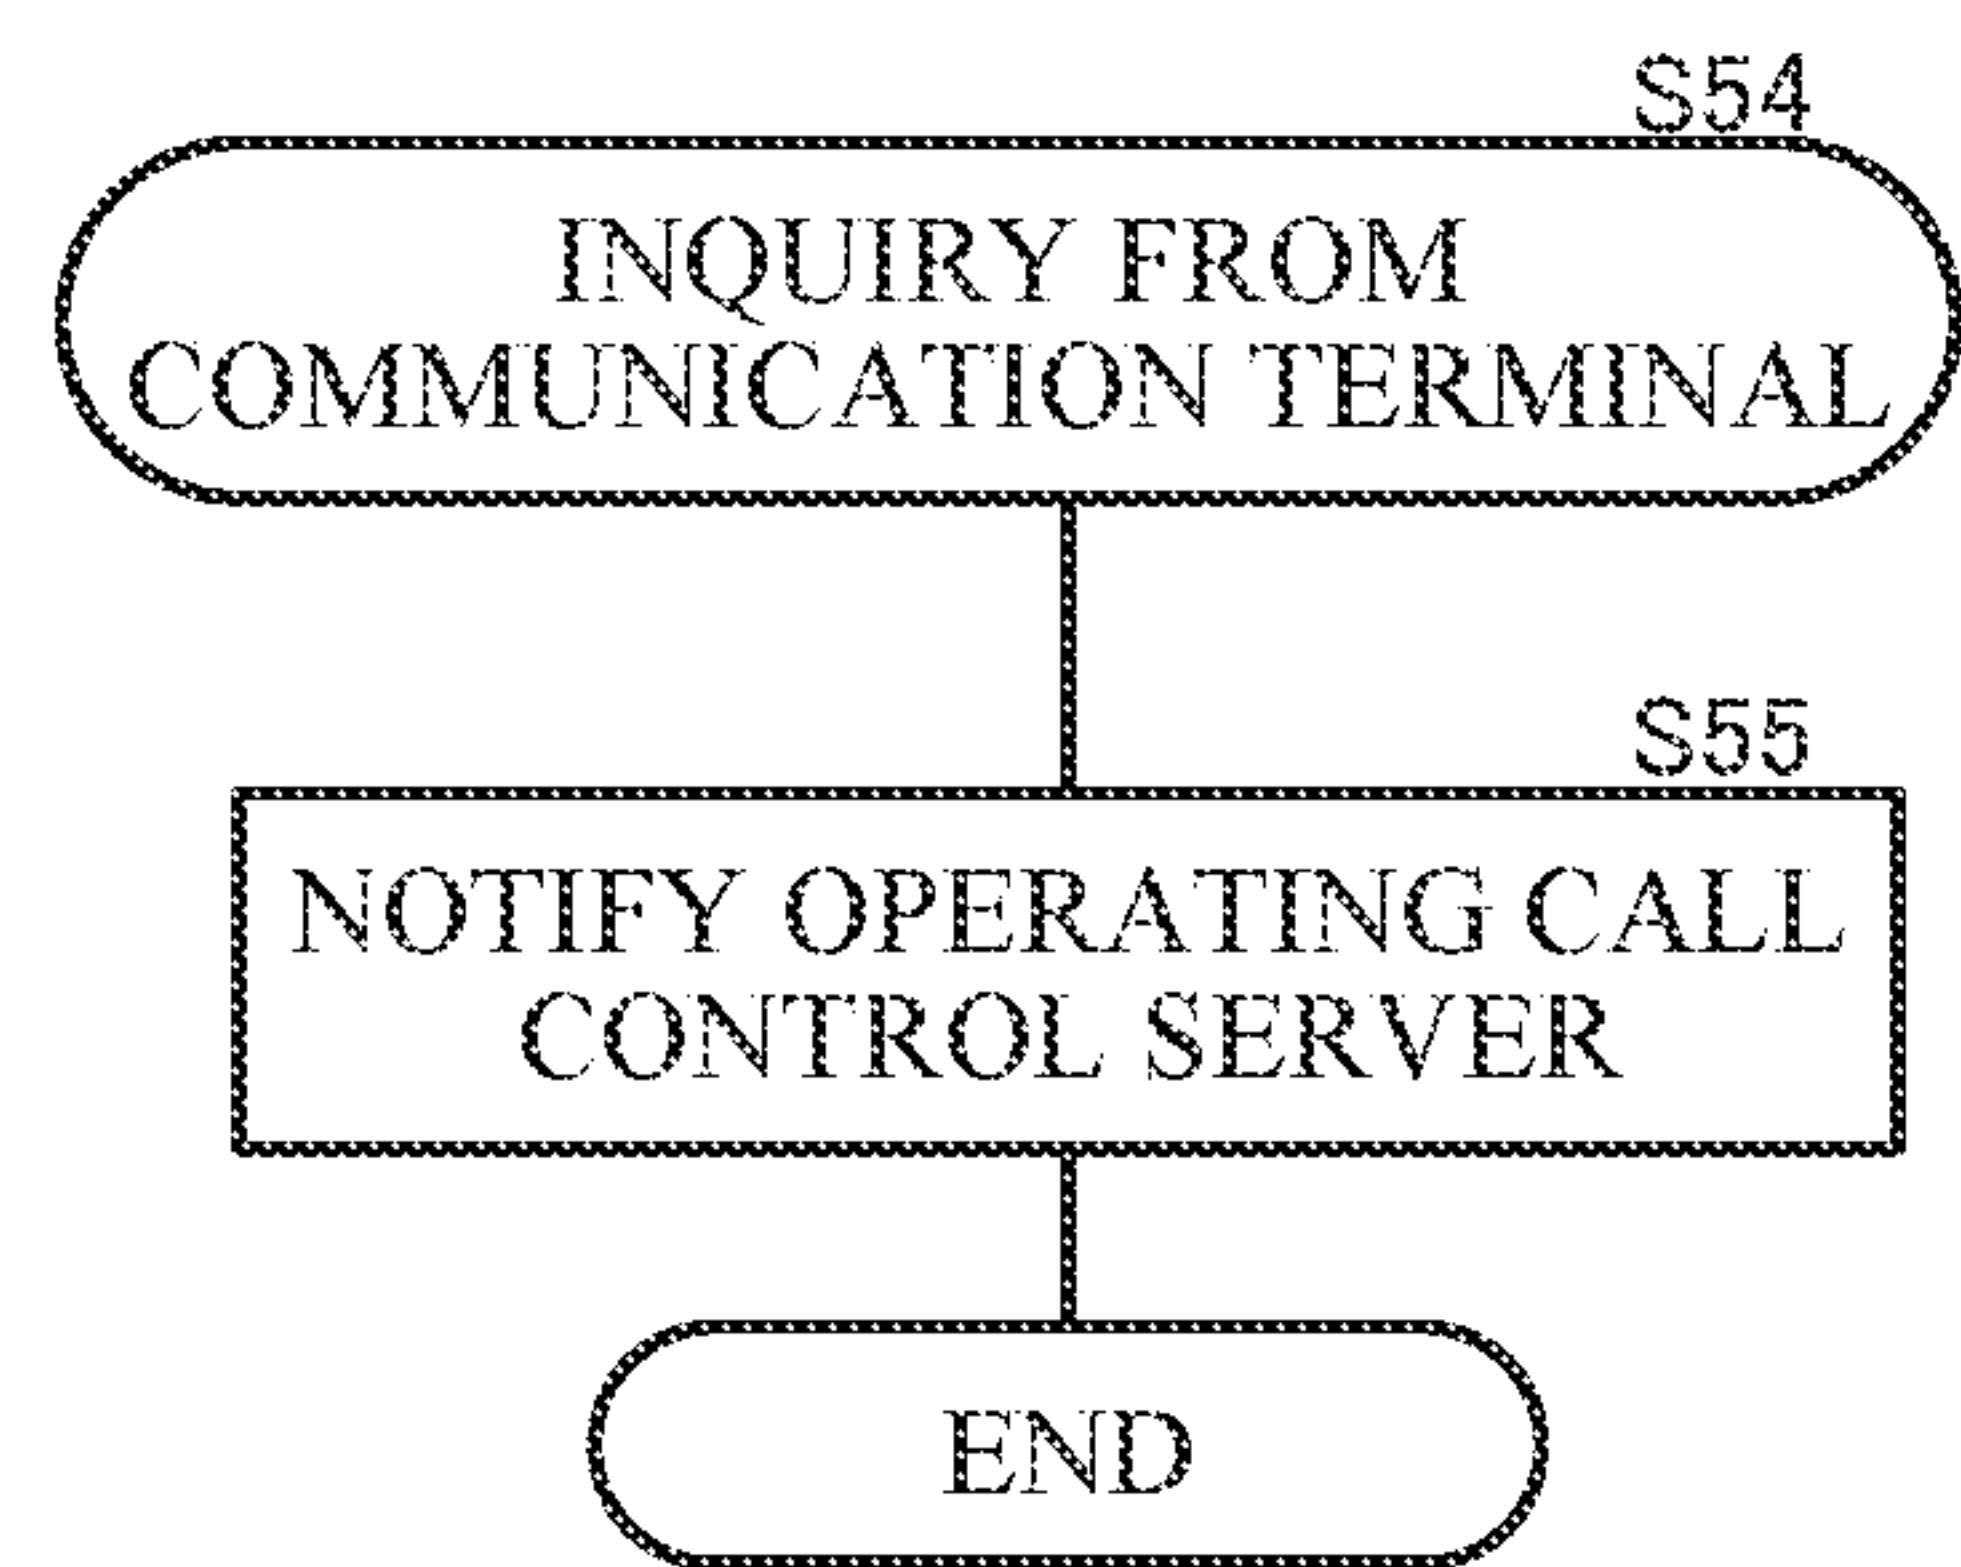 S54
INQUIRY FROM
COMMUNICATION TERMINAL
S55
NOTIFY OPERATING CALL
CONTROL SERVER
END